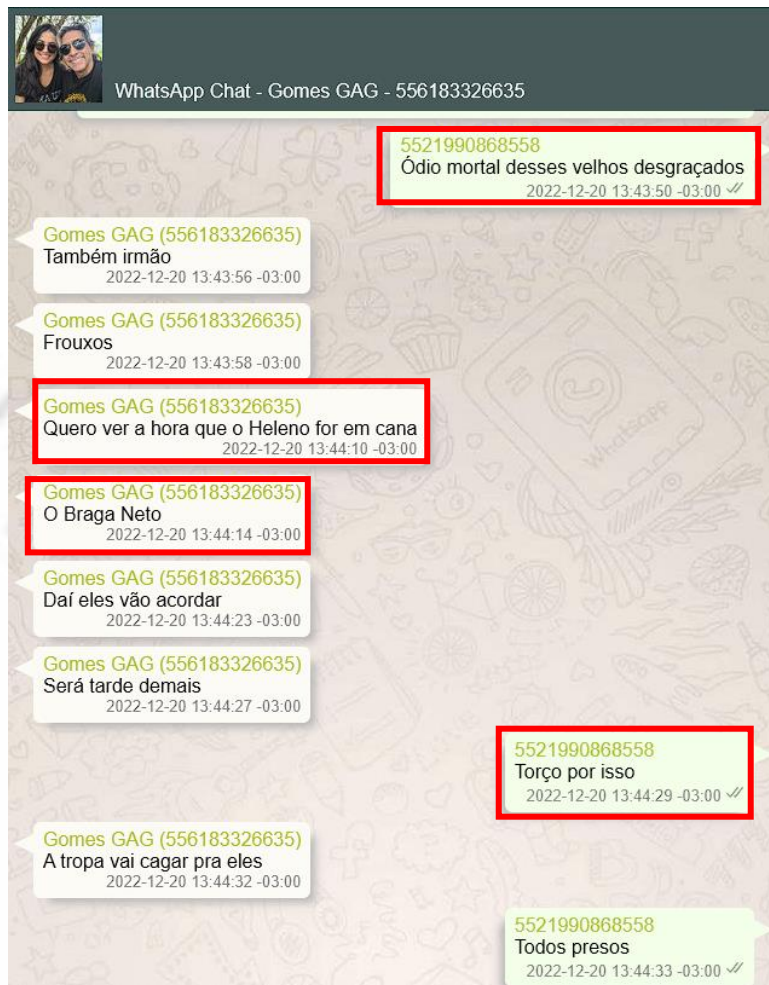 WhatsApp Chat - Gomes GAG - 556183326635
5521990868558
Ódio mortal desses velhos desgraçados
2022-12-20 13:43:50 -03:00
Gomes GAG (556183326635)
Também irmão
2022-12-20 13:43:56 -03:00
Gomes GAG (556183326635)
Frouxos
2022-12-20 13:43:58 -03:00
Gomes GAG (556183326635)
Quero ver a hora que o Heleno for em cana
2022-12-20 13:44:10 -03:00
Gomes GAG (556183326635)
O Braga Neto
2022-12-20 13:44:14 -03:00
Gomes GAG (556183326635)
Daí eles vão acordar
2022-12-20 13:44:23 -03:00
Gomes GAG (556183326635)
Será tarde demais
2022-12-20 13:44:27 -03:00
5521990868558
Torço por isso
2022-12-20 13:44:29 -03:00
Gomes GAG (556183326635)
A tropa vai cagar pra eles
2022-12-20 13:44:32 -03:00
5521990868558
Todos presos
2022-12-20 13:44:33 -03:00